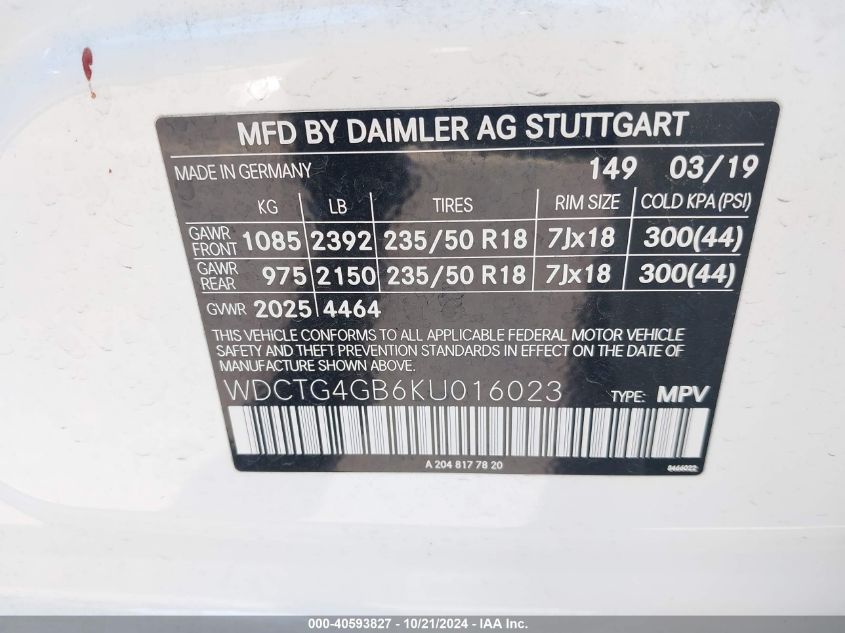 MFD BY DAIMLER AG STUTTGART
MADE IN GERMANY 149 03/19
KG LB TIRES RIM SIZE COLD KPA (PSI)
GAWR FRONT 1085 2392 235/50 R18 7Jx18 300(44)
GAWR REAR 975 2150 235/50 R18 7Jx18 300(44)
GVWR 2025 4464
THIS VEHICLE CONFORMS TO ALL APPLICABLE FEDERAL MOTOR VEHICLE
SAFETY AND THEFT PREVENTION STANDARDS IN EFFECT ON THE DATE OF
MANUFACTURE SHOWN ABOVE.
WDCTG4GB6KU016023 TYPE: MPV
A 204 817 78 20 8466022
000-40593827 - 10/21/2024 - IAA Inc.